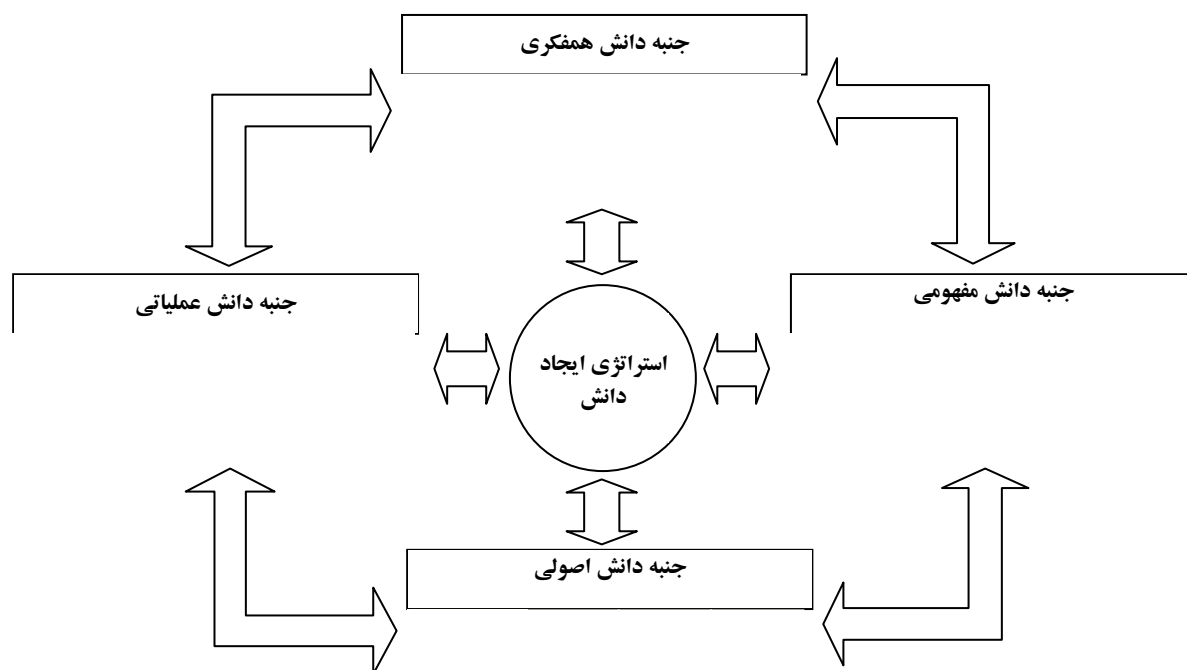 جنبه دانش همفکری
جنبه دانش مفهومی
جنبه دانش عملیاتی
استراتژی ایجاد
دانش
جنبه دانش اصولی